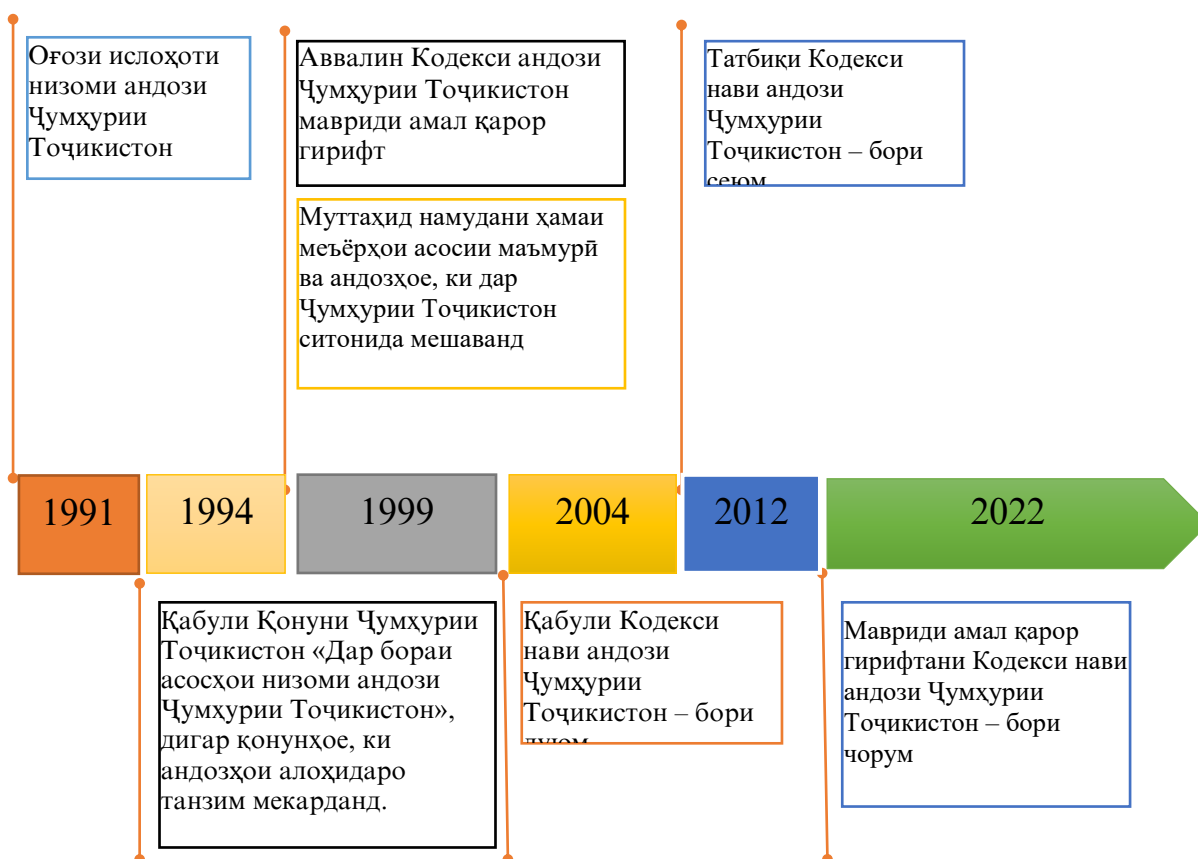 Оғози ислоҳоти
низоми андози
Ҷумҳурии
Тоҷикистон
Аввалин Кодекси андози
Ҷумҳурии Тоҷикистон
мавриди амал қарор
гирифт
Муттаҳид намудани ҳамаи
меъёрҳои асосии маъмурӣ
ва андозҳое, ки дар
Ҷумҳурии Тоҷикистон
ситонида мешаванд
Татбиқи Кодекси
нави андози
Ҷумҳурии
Тоҷикистон – бори
сеюм
1991
1994
1999
2004
2012
2022
Қабули Қонуни Ҷумҳурии
Тоҷикистон «Дар бораи
асосҳои низоми андози
Ҷумҳурии Тоҷикистон»,
дигар қонунҳое, ки
андозҳои алоҳидаро
танзим мекарданд.
Қабули Кодекси
нави андози
Ҷумҳурии
Тоҷикистон – бори
Мавриди амал қарор
гирифтани Кодекси нави
андози Ҷумҳурии
Тоҷикистон – бори
чорум